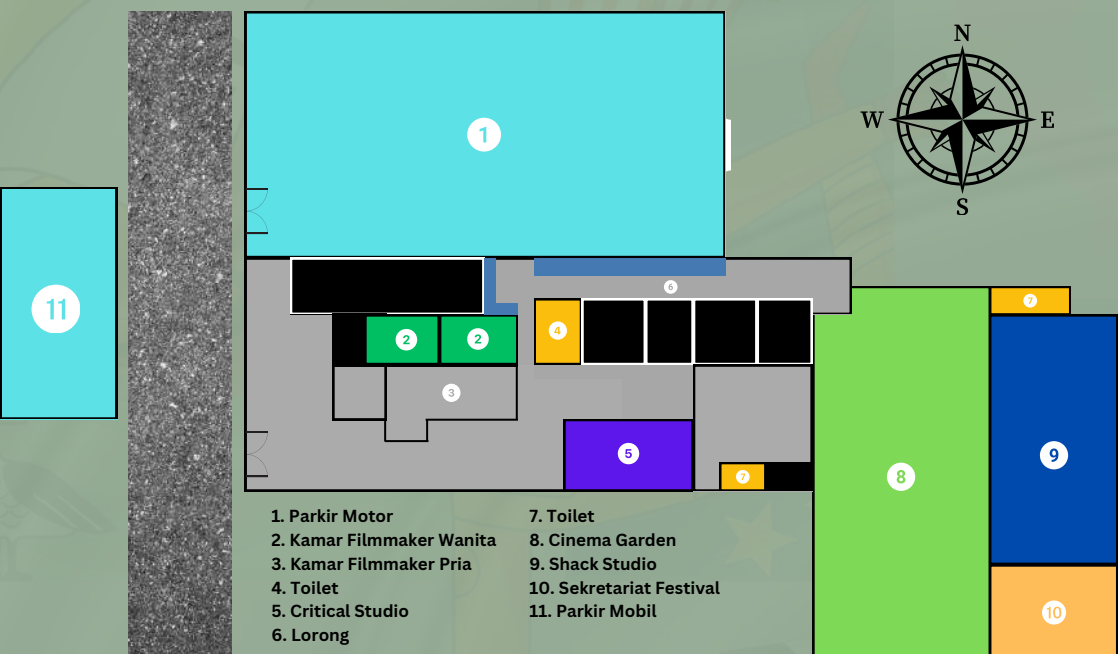 N
W
E
S
1
11
6
7
4
2
2
3
5
7
9
8
10
1. Parkir Motor
2. Kamar Filmmaker Wanita
3. Kamar Filmmaker Pria
4. Toilet
5. Critical Studio
6. Lorong
7. Toilet
8. Cinema Garden
9. Shack Studio
10. Sekretariat Festival
11. Parkir Mobil